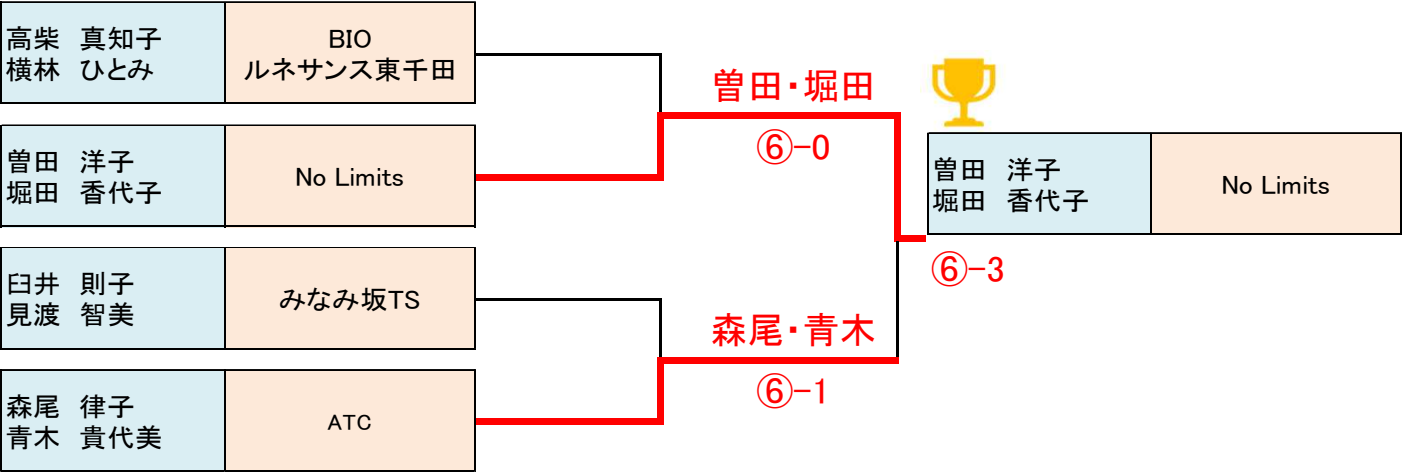 高柴　真知子
横林　ひとみ
BIO
ルネサンス東千田
曽田　洋子
堀田　香代子
No Limits
臼井　則子
見渡　智美
みなみ坂TS
森尾　律子
青木　貴代美
ATC
曽田・堀田
⑥-0
森尾・青木
⑥-1
曽田　洋子
堀田　香代子
No Limits
⑥-3